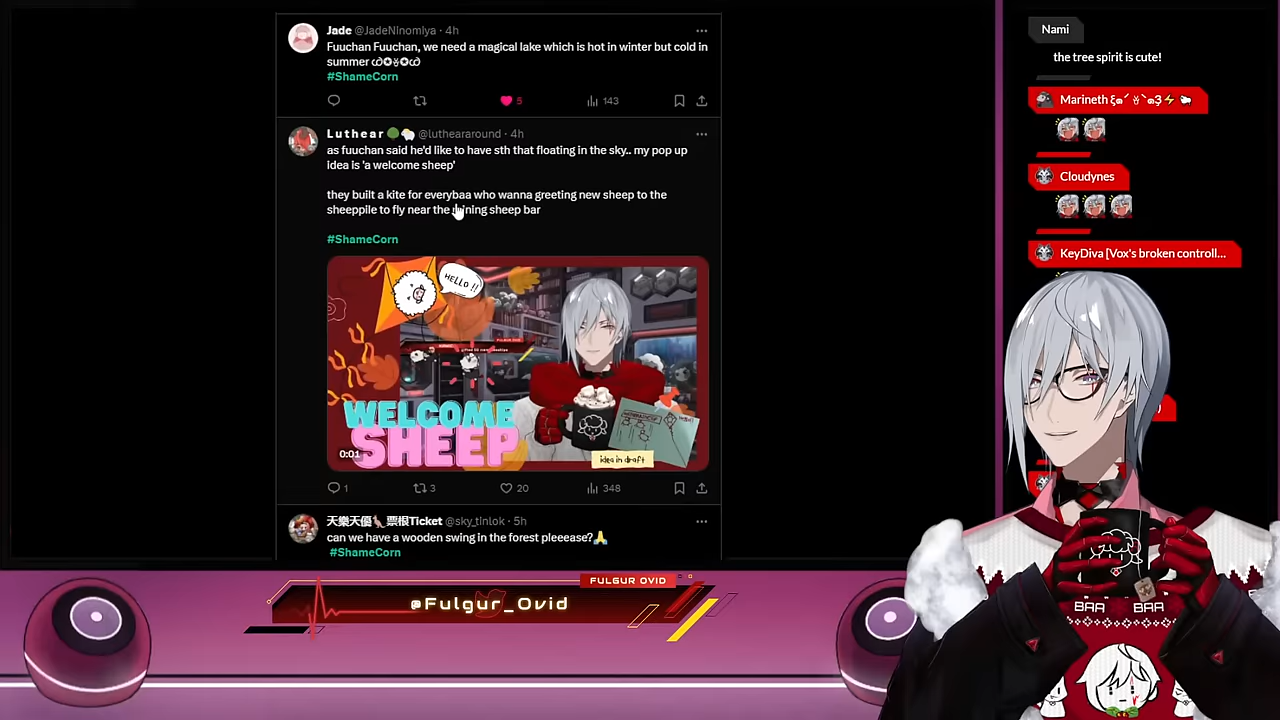 Jade @JadeNinomiya · 4h
Fuuchan Fuuchan, we need a magical lake which is hot in winter but cold in
summer
#ShameCorn
5
143
Luthear @luthearround · 4h
as fuuchan said he'd like to have sth that floating in the sky.. my pop up
idea is 'a welcome sheep'
they built a kite for everybaa who wanna greeting new sheep to the
sheeppile to fly near the ining sheep bar
#ShameCorn
HELLO !!
WELCOME
SHEEP
0:01
idea in draft
1
3
20
348
天樂天優🦘票根Ticket @sky_tinlok · 5h
can we have a wooden swing in the forest pleeease?🙏
#ShameCorn
FULGUR OVID
@Fulgur_Ovid
Nami
the tree spirit is cute!
Marineth
Cloudynes
KeyDiva [Vox's broken controll...
BAA BAA